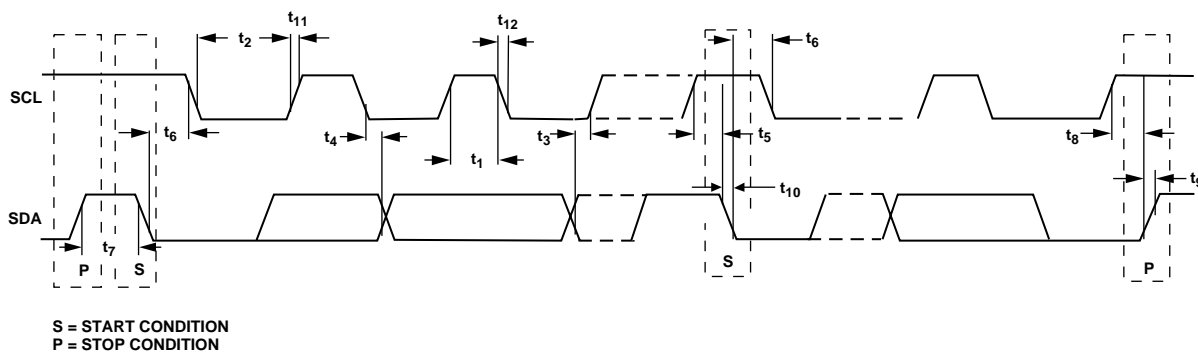 t11
t12
t2
t6
SCL
t6
t4
t3
t5
t8
t1
t10
t9
SDA
t7
P
S
S
P
S = START CONDITION
P = STOP CONDITION